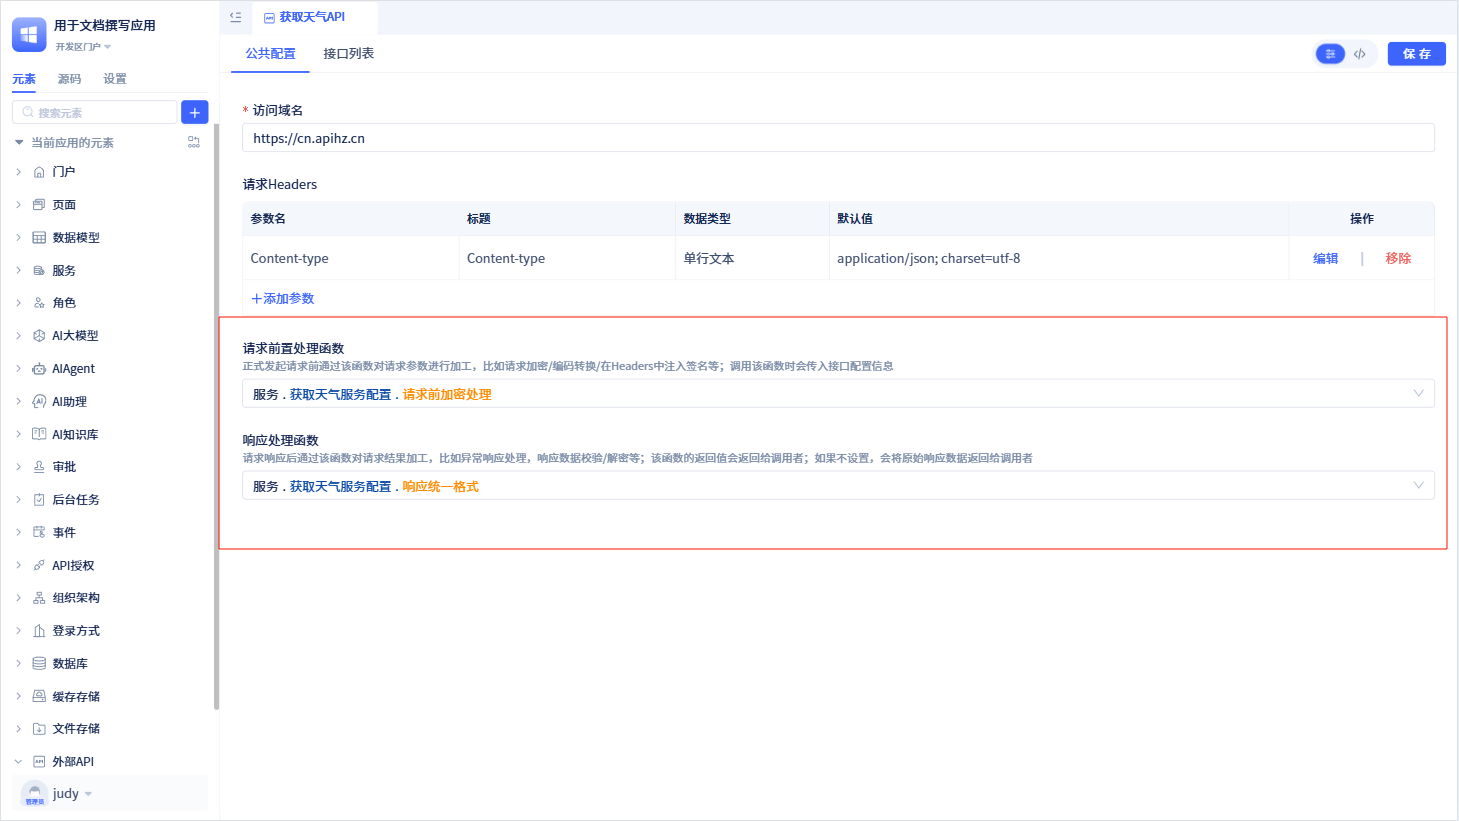 用于文档撰写应用
开发区门户
元素 源码 设置
搜索元素
当前应用的元素
门户
页面
数据模型
服务
角色
AI大模型
AIAgent
AI助理
AI知识库
审批
后台任务
事件
API授权
组织架构
登录方式
数据库
缓存存储
文件存储
外部API
judy
管理员
获取天气API
公共配置 接口列表
保 存
* 访问域名
https://cn.apihz.cn
请求Headers
参数名 标题 数据类型 默认值 操作
Content-type Content-type 单行文本 application/json; charset=utf-8 编辑 | 移除
+添加参数
请求前置处理函数
正式发起请求前通过该函数对请求参数进行加工，比如请求加密/编码转换/在Headers中注入签名等；调用该函数时会传入接口配置信息
服务 . 获取天气服务配置 . 请求前加密处理
响应处理函数
请求响应后通过该函数对请求结果加工，比如异常响应处理，响应数据校验/解密等；该函数的返回值会返回给调用者；如果不设置，会将原始响应数据返回给调用者
服务 . 获取天气服务配置 . 响应统一格式